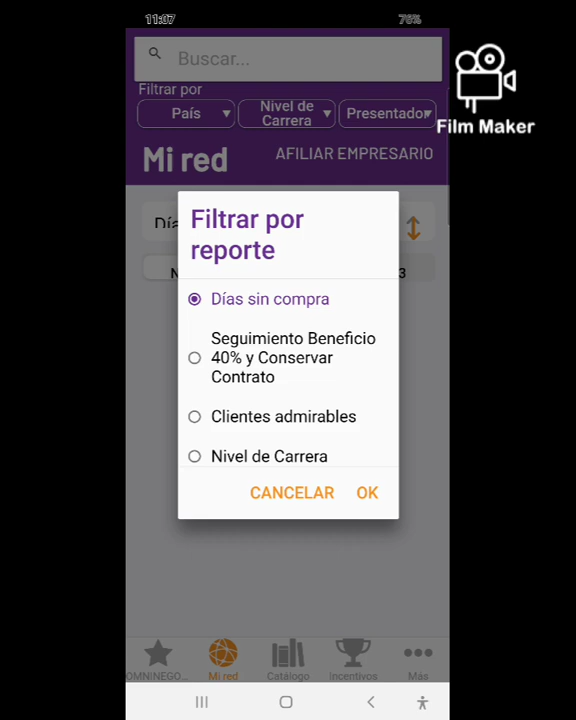 11:07
76%
Buscar...
Filtrar por
País
Nivel de
Carrera
Presentador
Mi red
AFILIAR EMPRESARIO
Día
Filtrar por
reporte
N
3
Días sin compra
Seguimiento Beneficio
40% y Conservar
Contrato
Clientes admirables
Nivel de Carrera
CANCELAR
OK
OMNINEGO...
Mi red
Catálogo
Incentivos
Más
Film Maker